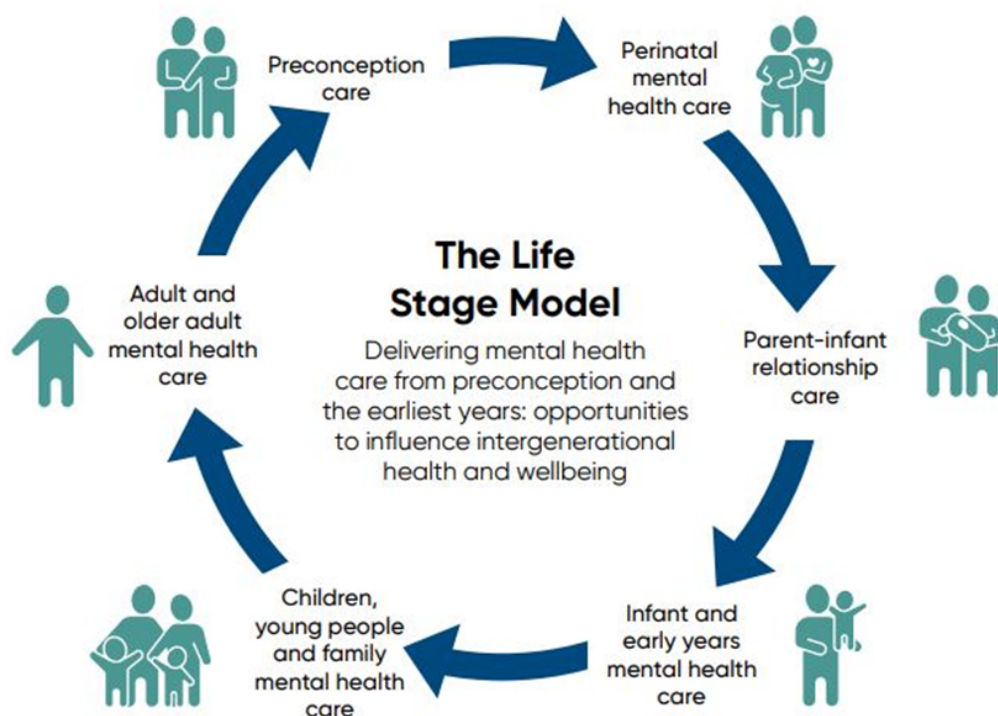 Preconception
care
Perinatal
mental
health care
Parent-infant
relationship
care
Infant and
early years
mental health
care
Children,
young people
and family
mental health
care
Adult and
older adult
mental health
care
The Life
Stage Model
Delivering mental health
care from preconception and
the earliest years: opportunities
to influence intergenerational
health and wellbeing